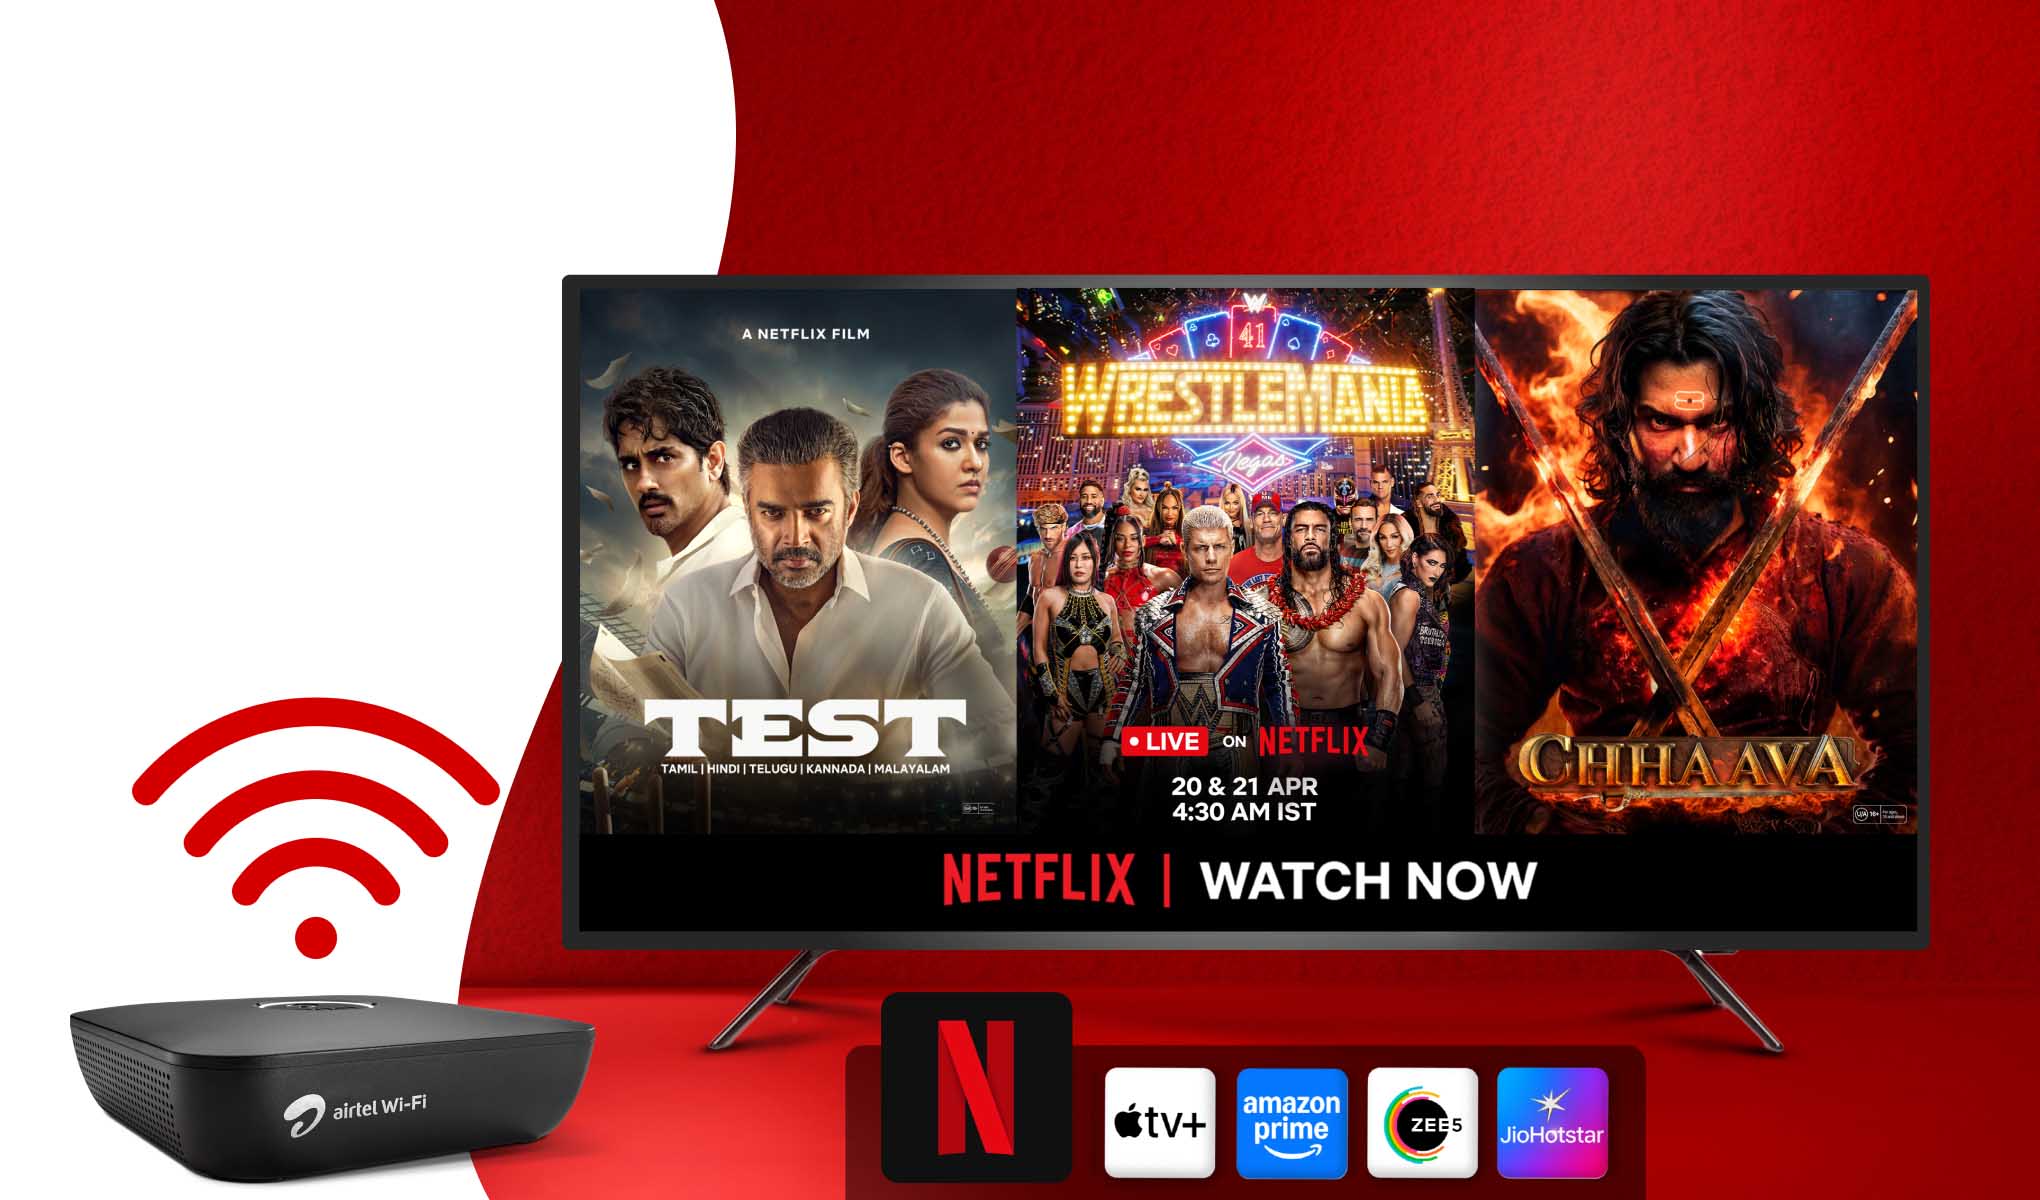 A NETFLIX FILM
TEST
TAMIL | HINDI | TELUGU | KANNADA | MALAYALAM
W
41
WRESTLEMANIA
Vegas
• LIVE ON NETFLIX
20 & 21 APR
4:30 AM IST
CHHAAVA
U/A 16+
NETFLIX | WATCH NOW
airtel Wi-Fi
N
tv+
amazon
prime
ZEE5
JioHotstar